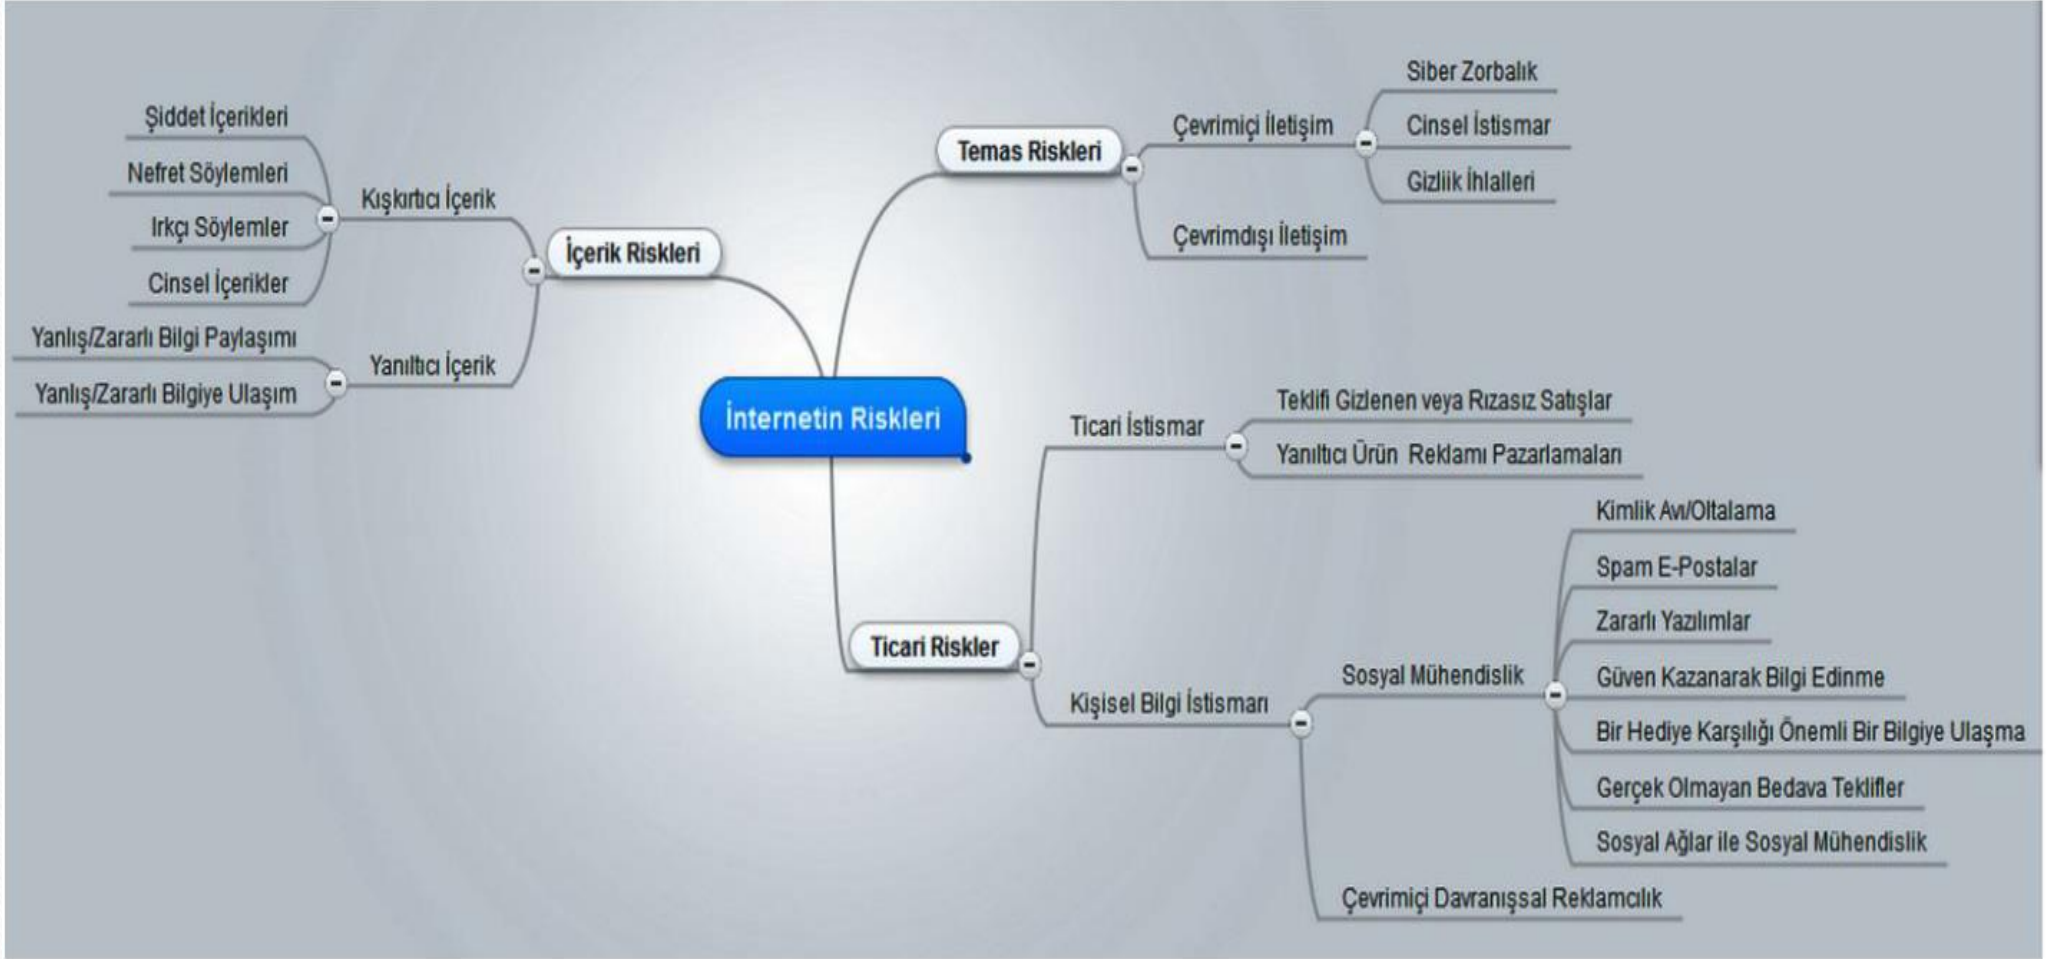 İnternetin Riskleri
İçerik Riskleri
Kışkırtıcı İçerik
Şiddet İçerikleri
Nefret Söylemleri
Irkçı Söylemler
Cinsel İçerikler
Yanıltıcı İçerik
Yanlış/Zararlı Bilgi Paylaşımı
Yanlış/Zararlı Bilgiye Ulaşım
Temas Riskleri
Çevrimiçi İletişim
Siber Zorbalık
Cinsel İstismar
Gizliik İhlalleri
Çevrimdışı İletişim
Ticari Riskler
Ticari İstismar
Teklifi Gizlenen veya Rızasız Satışlar
Yanıltıcı Ürün Reklamı Pazarlamaları
Kişisel Bilgi İstismarı
Sosyal Mühendislik
Kimlik Avı/Oltalama
Spam E-Postalar
Zararlı Yazılımlar
Güven Kazanarak Bilgi Edinme
Bir Hediye Karşılığı Önemli Bir Bilgiye Ulaşma
Gerçek Olmayan Bedava Teklifler
Sosyal Ağlar ile Sosyal Mühendislik
Çevrimiçi Davranışsal Reklamcılık